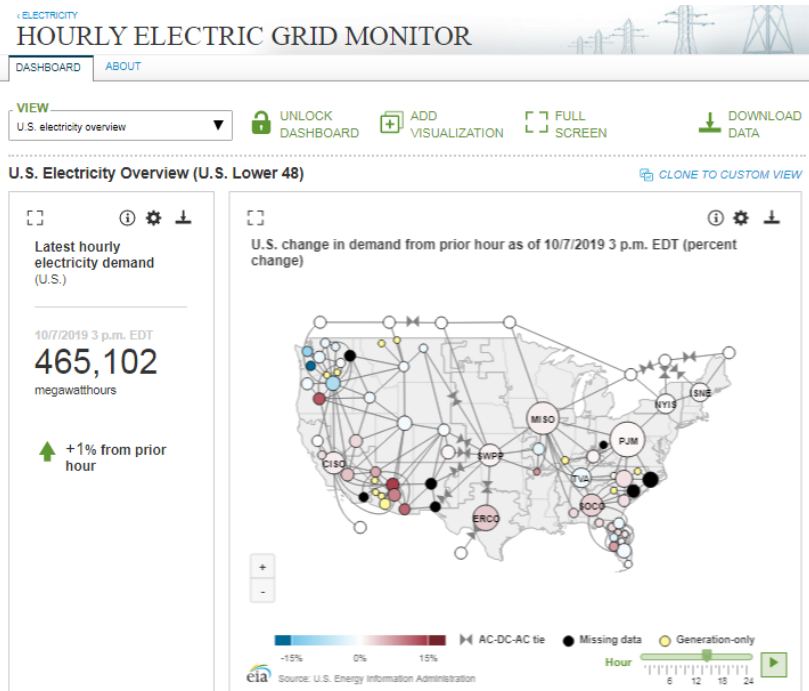 ‹ ELECTRICITY
HOURLY ELECTRIC GRID MONITOR
DASHBOARD ABOUT
VIEW
U.S. electricity overview
UNLOCK DASHBOARD
ADD VISUALIZATION
FULL SCREEN
DOWNLOAD DATA
U.S. Electricity Overview (U.S. Lower 48)
CLONE TO CUSTOM VIEW
Latest hourly
electricity demand
(U.S.)
10/7/2019 3 p.m. EDT
465,102
megawatthours
+1% from prior
hour
U.S. change in demand from prior hour as of 10/7/2019 3 p.m. EDT (percent
change)
ISNE
NYIS
MISO
PJM
SWPP
CISO
TVA
SOCO
ERCO
+
-
AC-DC-AC tie Missing data Generation-only
-15% 0% 15%
Hour
6 12 18 24
eia Source: U.S. Energy Information Administration